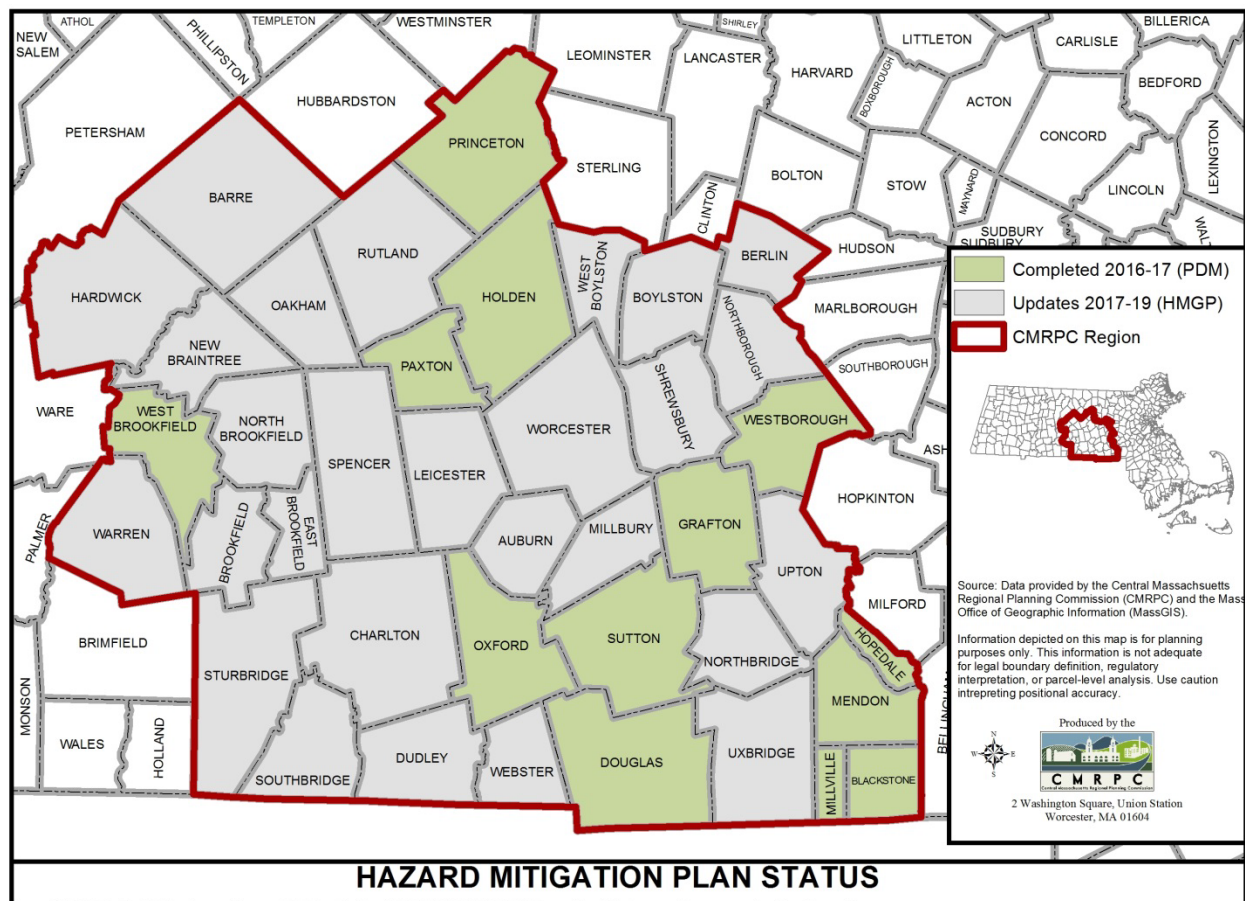 ATHOL
TEMPLETON
WESTMINSTER
SHIRLEY
LITTLETON
BILLERICA
NEW
SALEM
PHILLIPSTON
LEOMINSTER
LANCASTER
CARLISLE
HARVARD
BOXBOROUGH
BEDFORD
HUBBARDSTON
ACTON
PETERSHAM
CONCORD
PRINCETON
LEXINGTON
STERLING
BOLTON
STOW
MAYNARD
LINCOLN
BARRE
CLINTON
SUDBURY
SUDBURY
RUTLAND
BERLIN
HUDSON
WEST
BOYLSTON
HARDWICK
OAKHAM
HOLDEN
BOYLSTON
MARLBOROUGH
NORTHBOROUGH
NEW
BRAINTREE
PAXTON
SOUTHBOROUGH
SHREWSBURY
WARE
WEST
BROOKFIELD
NORTH
BROOKFIELD
WORCESTER
WESTBOROUGH
SPENCER
LEICESTER
HOPKINTON
PALMER
WARREN
BROOKFIELD
EAST
BROOKFIELD
AUBURN
MILLBURY
GRAFTON
UPTON
MILFORD
BRIMFIELD
CHARLTON
OXFORD
SUTTON
HOPEDALE
NORTHBRIDGE
STURBRIDGE
MONSON
MENDON
BELLINGHAM
WALES
HOLLAND
SOUTHBRIDGE
DUDLEY
WEBSTER
DOUGLAS
UXBRIDGE
MILLVILLE
BLACKSTONE
Completed 2016-17 (PDM)
Updates 2017-19 (HMGP)
CMRPC Region
Source: Data provided by the Central Massachsuetts
Regional Planning Commission (CMRPC) and the Mass
Office of Geographic Information (MassGIS).
Information depicted on this map is for planning
purposes only. This information is not adequate
for legal boundary definition, regulatory
interpretation, or parcel-level analysis. Use caution
intrepreting positional accuracy.
Produced by the
N
W E
S
CMRPC
Central Massachusetts Regional Planning Commission
2 Washington Square, Union Station
Worcester, MA 01604
HAZARD MITIGATION PLAN STATUS